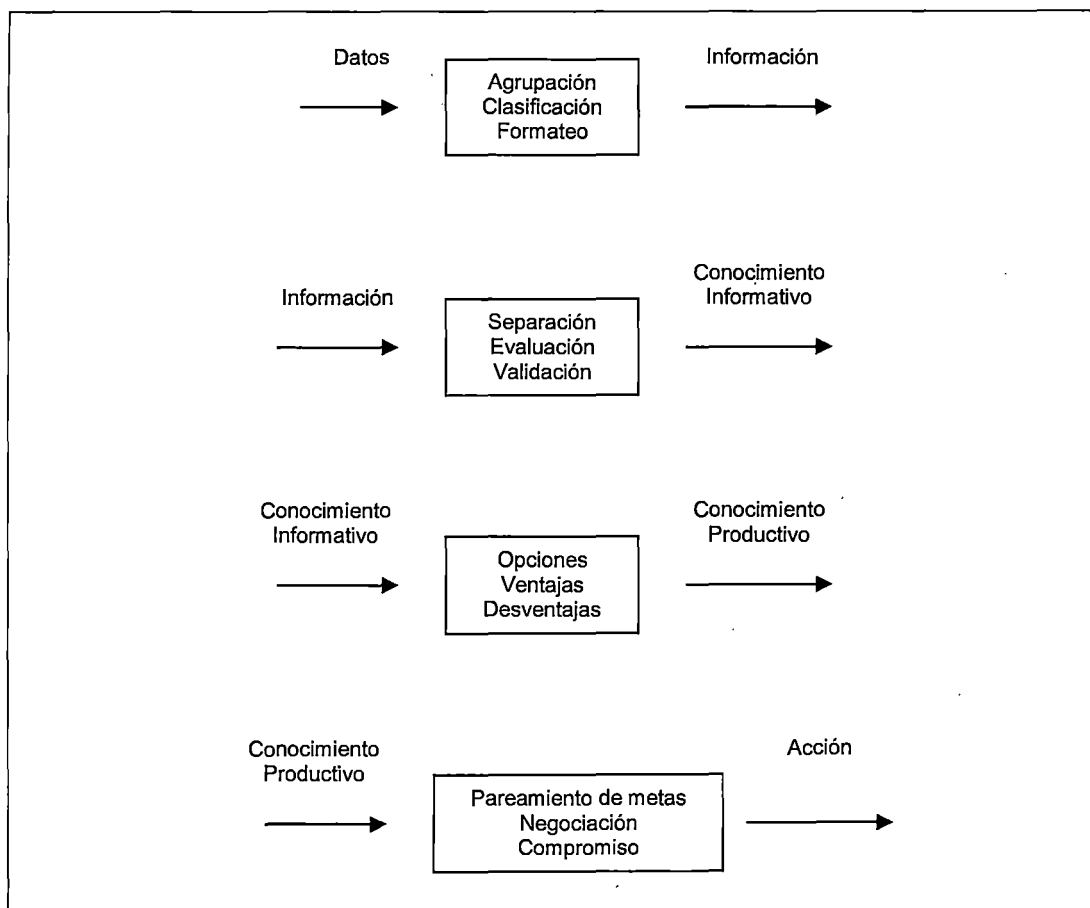 Datos
Agrupación
Clasificación
Formateo
Información
Información
Separación
Evaluación
Validación
Conocimiento
Informativo
Conocimiento
Informativo
Opciones
Ventajas
Desventajas
Conocimiento
Productivo
Conocimiento
Productivo
Pareamiento de metas
Negociación
Compromiso
Acción